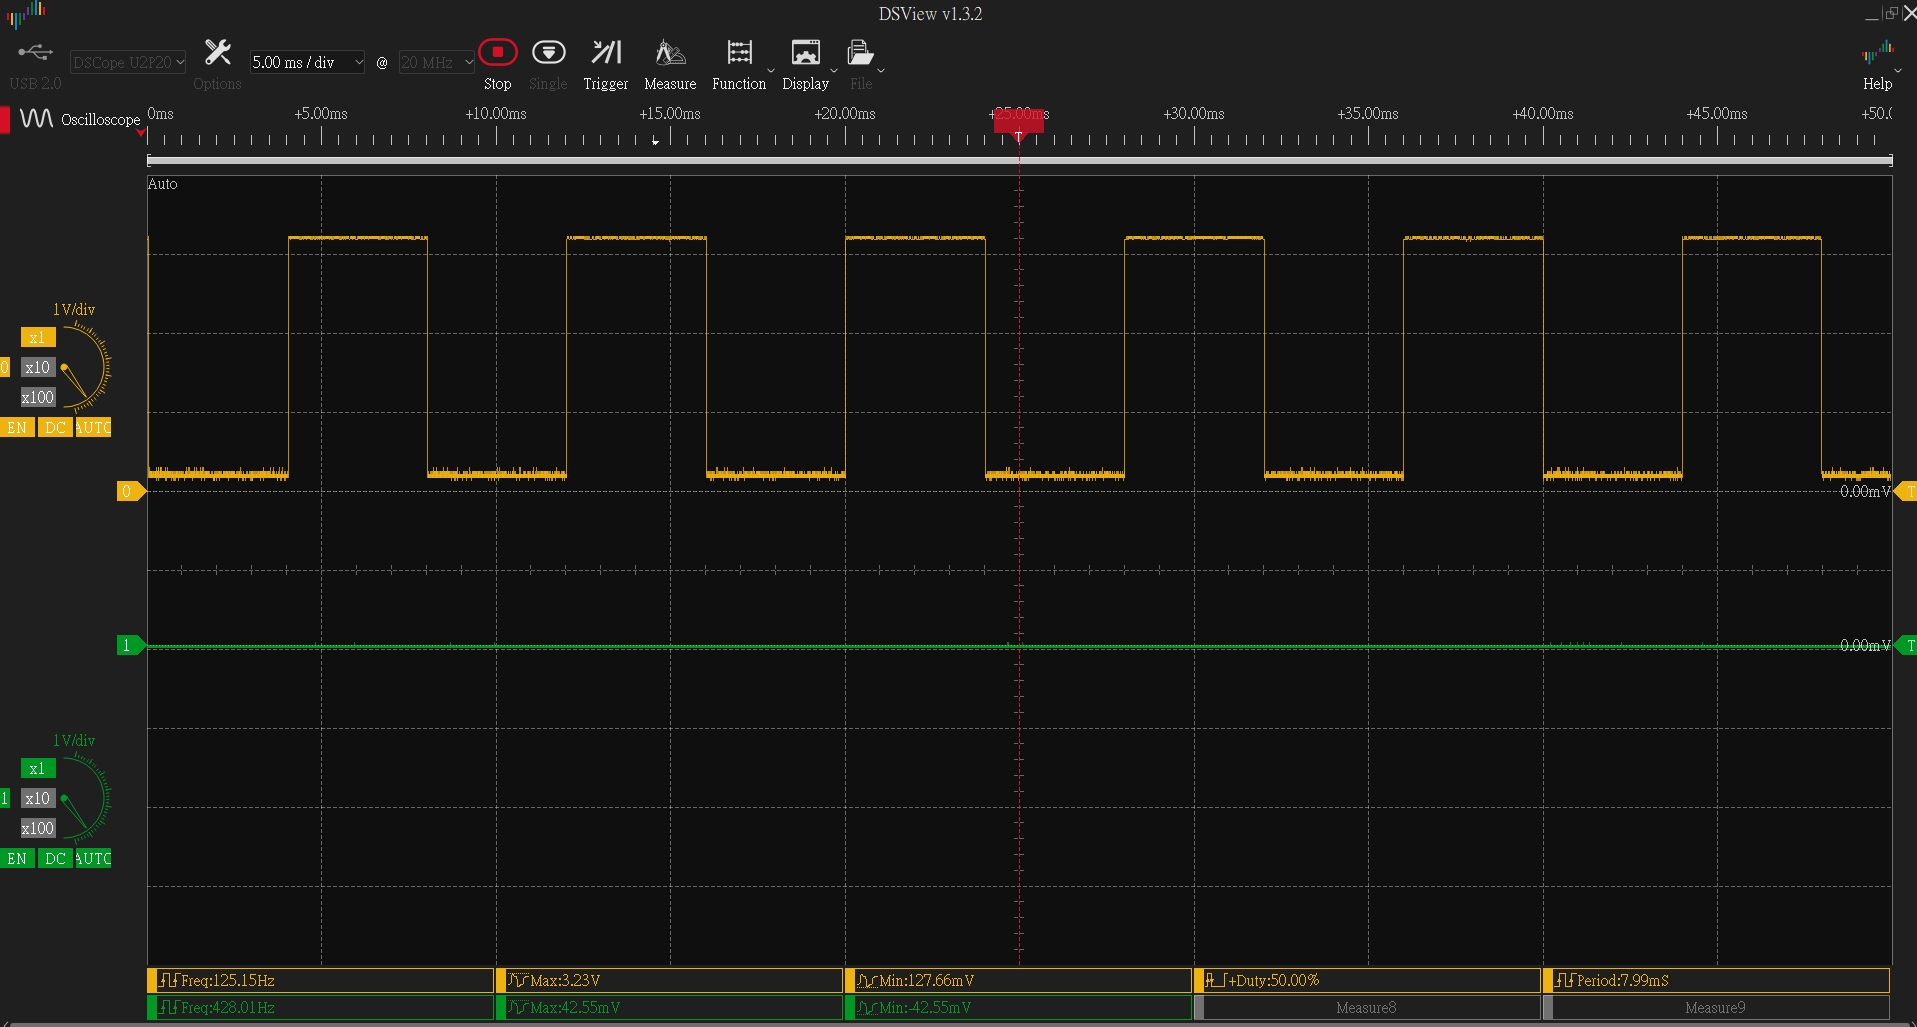 DSView v1.3.2
USB 2.0
DSCope U2P20
Options
5.00 ms / div
@
20 MHz
Stop
Single
Trigger
Measure
Function
Display
File
Help
Oscilloscope
0ms +5.00ms +10.00ms +15.00ms +20.00ms +25.00ms +30.00ms +35.00ms +40.00ms +45.00ms +50.0
T
Auto
1V/div
x1
0
x10
x100
EN DC AUTO
0
0.00mV
T
1
0.00mV
T
1V/div
x1
1
x10
x100
EN DC AUTO
Freq:125.15Hz Max:3.23V Min:127.66mV +Duty:50.00% Period:7.99mS
Freq:428.01Hz Max:42.55mV Min:-42.55mV Measure8 Measure9